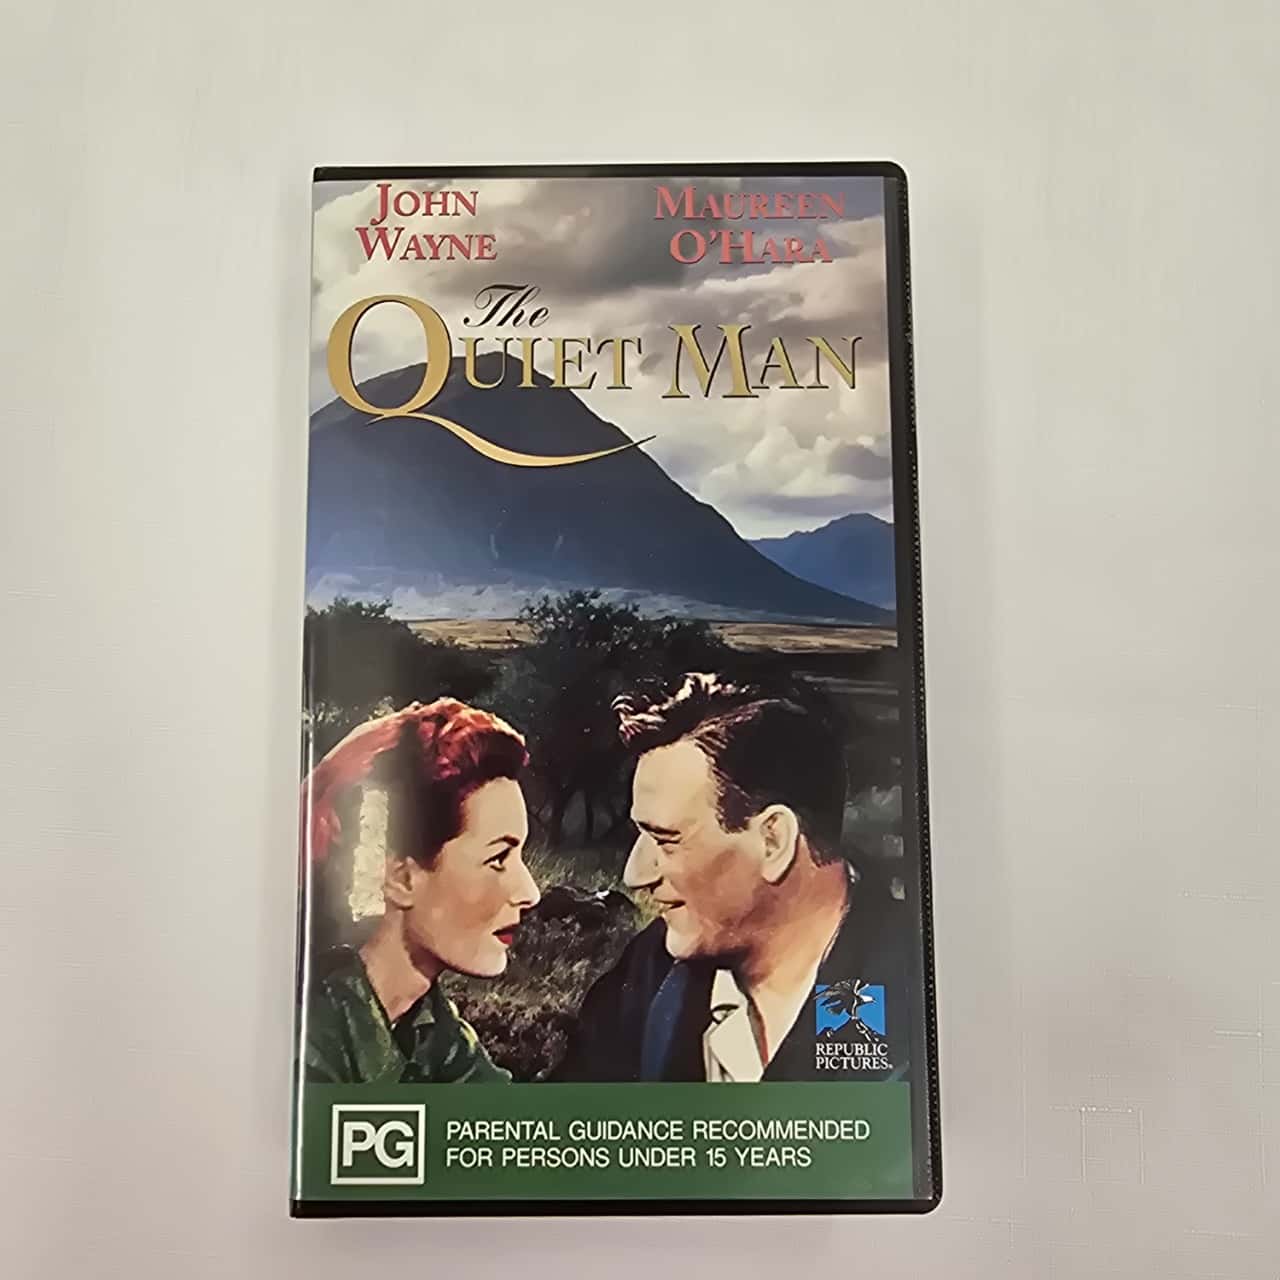 JOHN
WAYNE
MAUREEN
O'HARA
The
QUIET MAN
REPUBLIC
PICTURES®
PG
PARENTAL GUIDANCE RECOMMENDED
FOR PERSONS UNDER 15 YEARS